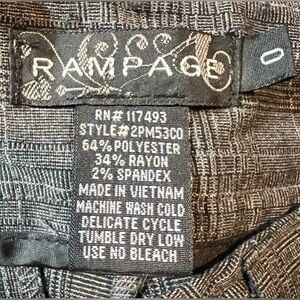 RAMPAGE
0
RN# 117493
STYLE# 2PM53CO
64% POLYESTER
34% RAYON
2% SPANDEX
MADE IN VIETNAM
MACHINE WASH COLD
DELICATE CYCLE
TUMBLE DRY LOW
USE NO BLEACH